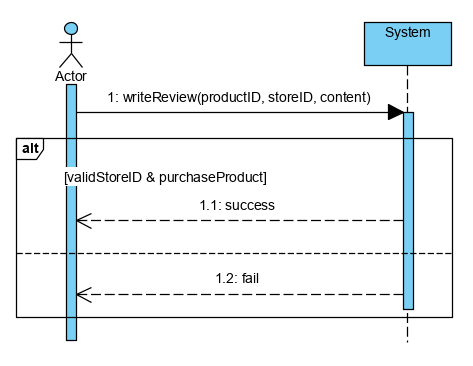 System
Actor
1: writeReview(productID, storeID, content)
alt
[validStoreID & purchaseProduct]
1.1: success
1.2: fail